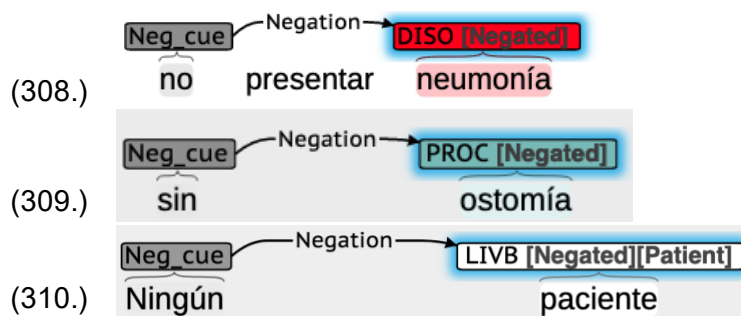 Neg_cue Negation DISO [Negated]
(308.) no presentar neumonía
Neg_cue Negation PROC [Negated]
(309.) sin ostomía
Neg_cue Negation LIVB [Negated][Patient]
(310.) Ningún paciente